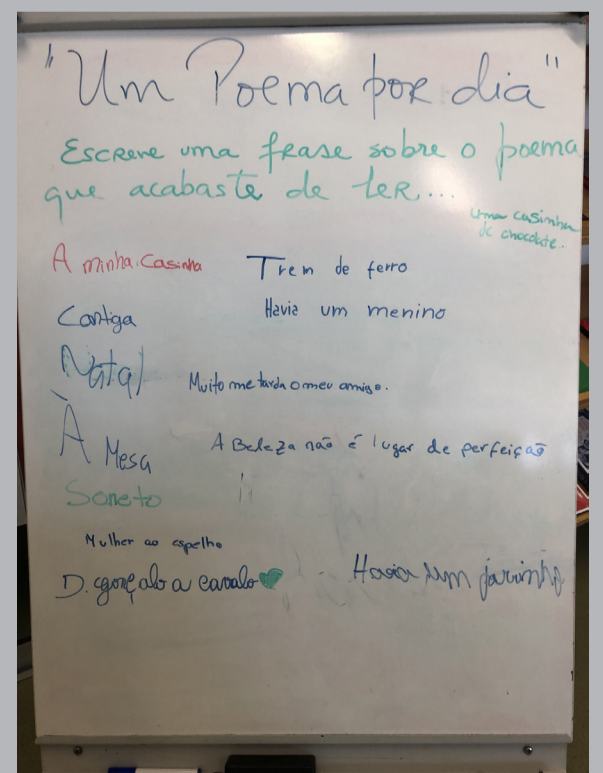 "Um Poema por dia"
Escreve uma frase sobre o poema
que acabaste de ler...
uma casinha
de chocolate.
A minha casinha
Trem de ferro
Cantiga
Havia um menino
Natal
Muito me tarda o meu amigo.
À Mesa
A Beleza não é lugar de perfeição
Soneto
Mulher ao espelho
D. gonçalo a cavalo
Havia um